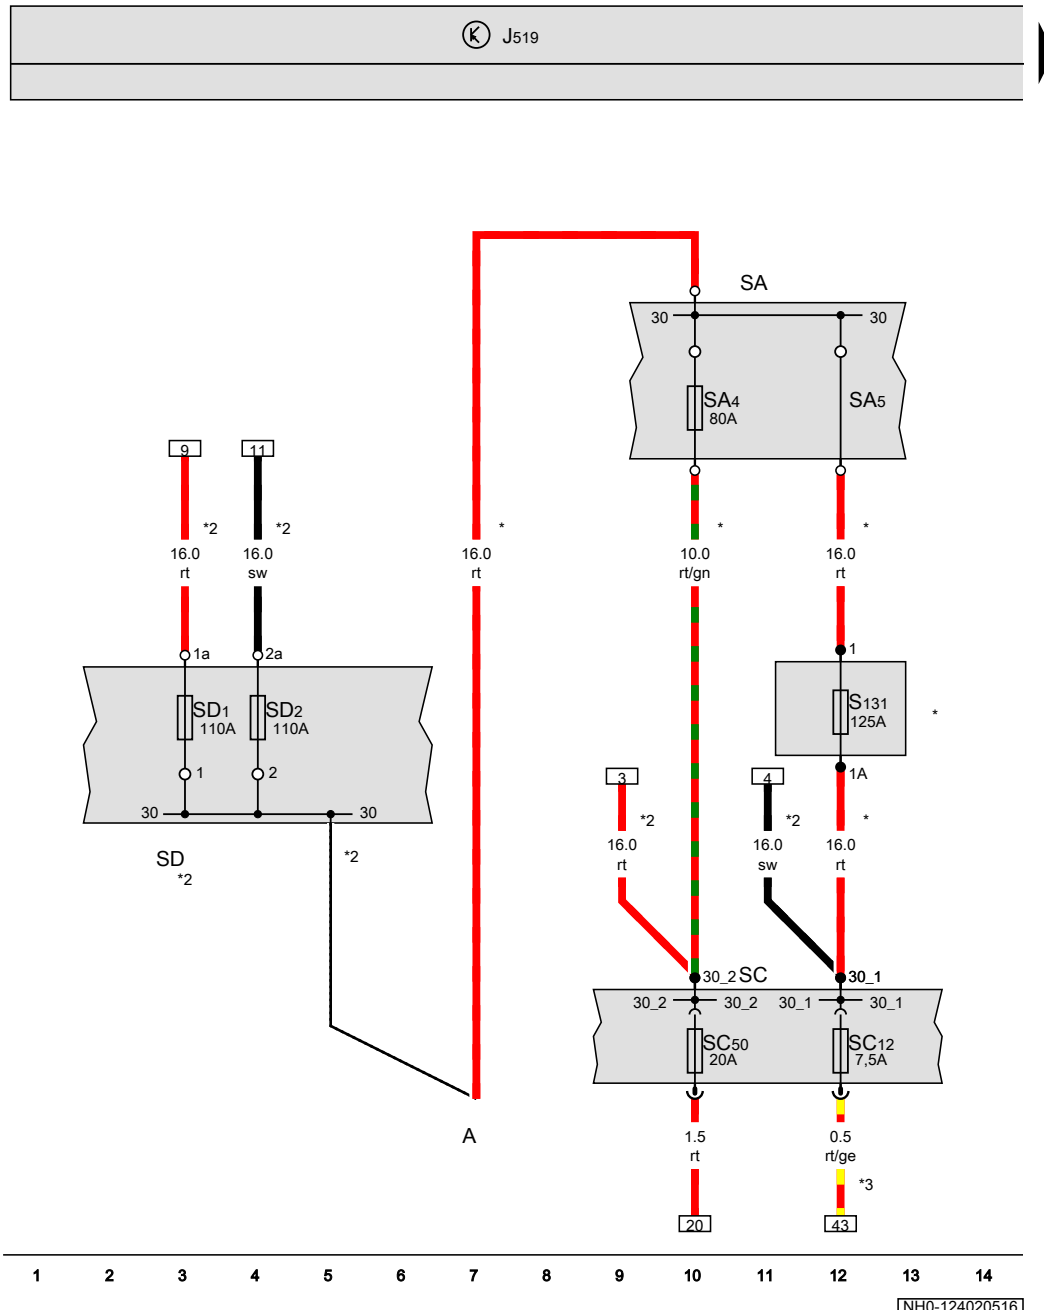 J519
SA
30 30
SA4 SA5
80A
9 11
*2 *2 * * *
16.0 16.0 16.0 10.0 16.0
rt sw rt rt/gn rt
1
1a 2a
SD1 SD2 S131
110A 110A 125A *
1 2 3 4 1A
30 30 *2 *2 *
16.0 16.0 16.0
SD *2 rt sw rt
*2
30_2 SC 30_1
30_2 30_2 30_1 30_1
SC50 SC12
20A 7,5A
A 1.5 0.5
rt rt/ge
*3
20 43
1 2 3 4 5 6 7 8 9 10 11 12 13 14
NH0-124020516